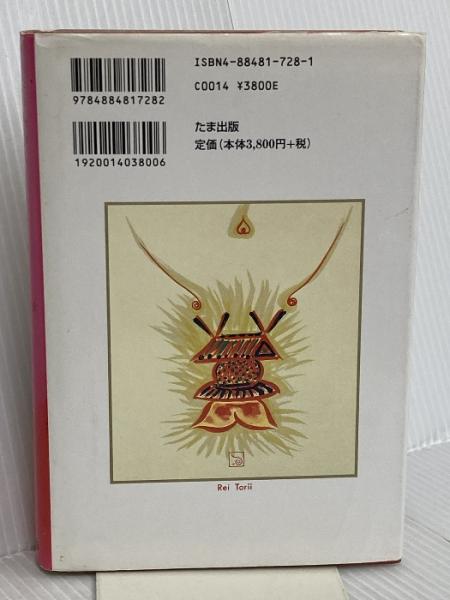 ISBN4-88481-728-1
C0014 ¥3800E
9784884817282
たま出版
定価(本体3,800円+税)
1920014038006
Rei Torii